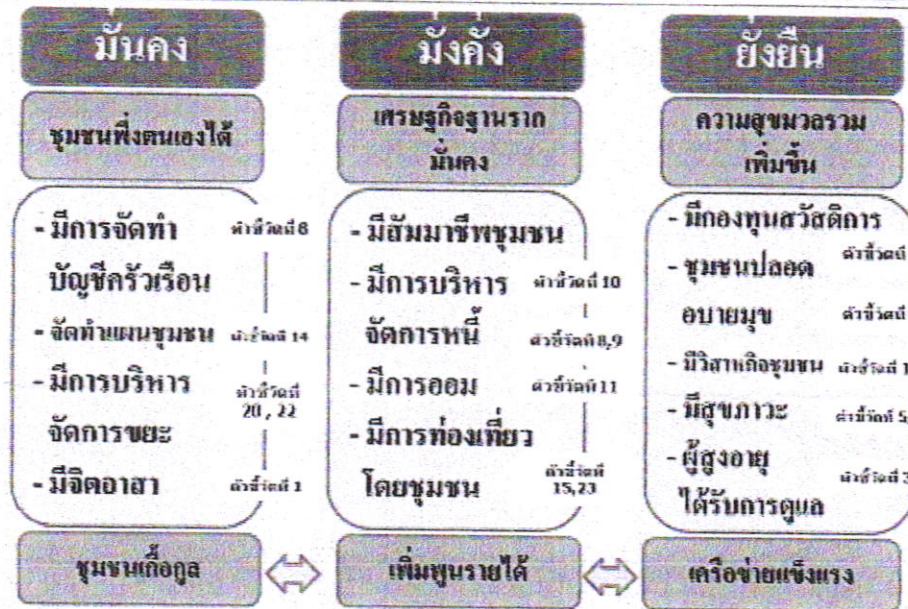 มั่นคง
ชุมชนพึ่งตนเองได้
- มีการจัดทำ ตัวชี้วัดที่ 6
บัญชีครัวเรือน
- จัดทำแผนชุมชน ตัวชี้วัดที่ 14
- มีการบริหาร ตัวชี้วัดที่
จัดการขยะ 20 , 22
- มีจิตอาสา ตัวชี้วัดที่ 1
ชุมชนเกื้อกูล
มั่งคั่ง
เศรษฐกิจฐานราก
มั่นคง
- มีสัมมาชีพชุมชน
- มีการบริหาร ตัวชี้วัดที่ 10
จัดการหนี้ ตัวชี้วัดที่ 8,9
- มีการออม ตัวชี้วัดที่ 11
- มีการท่องเที่ยว
โดยชุมชน ตัวชี้วัดที่
15,23
เพิ่มพูนรายได้
ยั่งยืน
ความสุขมวลรวม
เพิ่มขึ้น
- มีกองทุนสวัสดิการ
- ชุมชนปลอด ตัวชี้วัดที่
อบายมุข ตัวชี้วัดที่
- มีวิสาหกิจชุมชน ตัวชี้วัดที่ 1
- มีสุขภาวะ ตัวชี้วัดที่ 5,
- ผู้สูงอายุ ตัวชี้วัดที่ 3
ได้รับการดูแล
เครือข่ายแข็งแรง